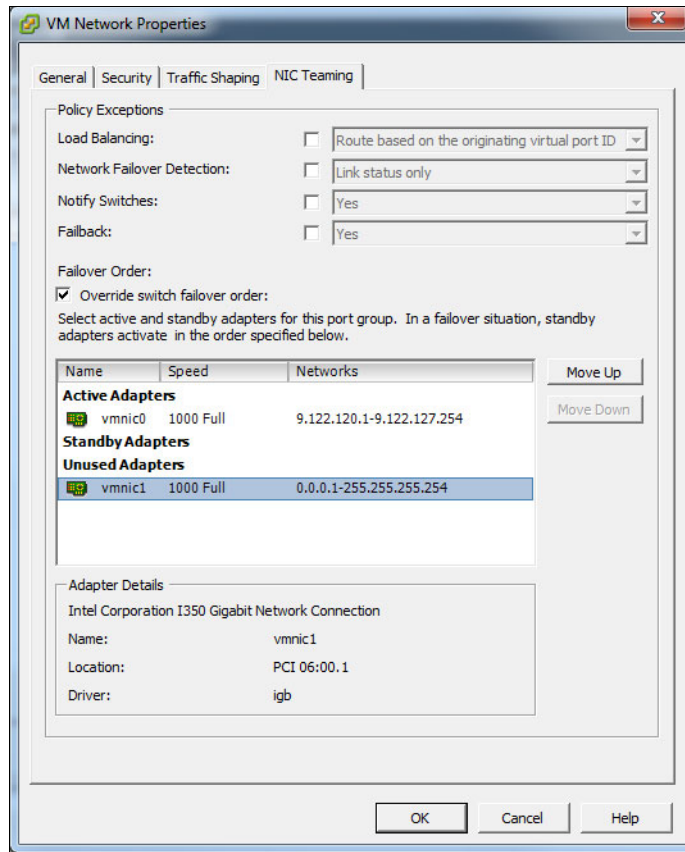 VM Network Properties
General Security Traffic Shaping NIC Teaming
Policy Exceptions
Load Balancing: Route based on the originating virtual port ID
Network Failover Detection: Link status only
Notify Switches: Yes
Failback: Yes
Failover Order:
Override switch failover order:
Select active and standby adapters for this port group. In a failover situation, standby
adapters activate in the order specified below.
Name Speed Networks Move Up
Active Adapters
vmnic0 1000 Full 9.122.120.1-9.122.127.254 Move Down
Standby Adapters
Unused Adapters
vmnic1 1000 Full 0.0.0.1-255.255.255.254
Adapter Details
Intel Corporation I350 Gigabit Network Connection
Name: vmnic1
Location: PCI 06:00.1
Driver: igb
OK Cancel Help